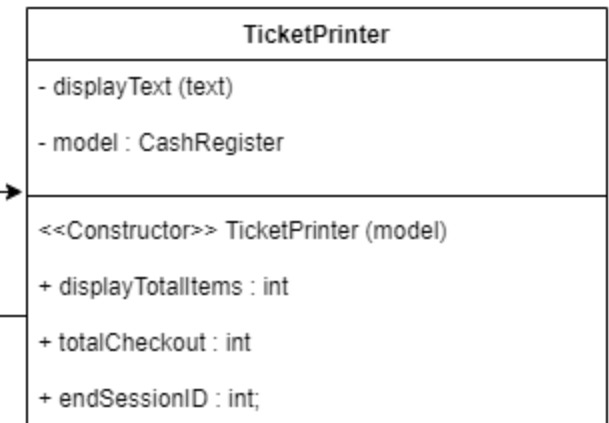 TicketPrinter
- displayText (text)
- model : CashRegister
<<Constructor>> TicketPrinter (model)
+ displayTotalItems : int
+ totalCheckout : int
+ endSessionID : int;